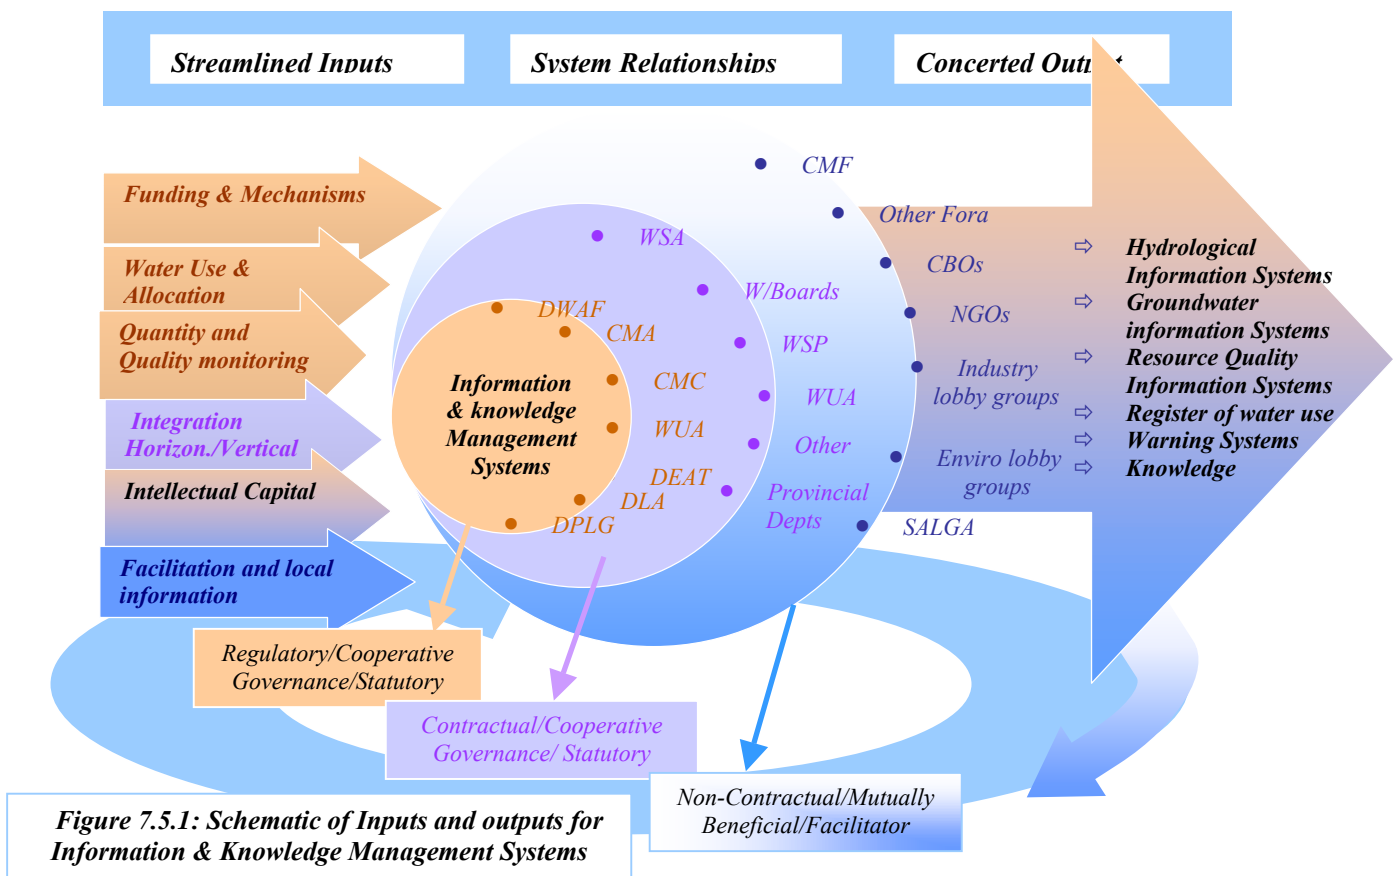 Streamlined Inputs
System Relationships
Concerted Output
Funding & Mechanisms
Water Use &
Allocation
Quantity and
Quality monitoring
Integration
Horizon./Vertical
Intellectual Capital
Facilitation and local
information
Information
& knowledge
Management
Systems
DWAF
CMA
CMC
WUA
DEAT
DLA
DPLG
WSA
W/Boards
WSP
WUA
Other
Provincial
Depts
CMF
Other Fora
CBOs
NGOs
Industry
lobby groups
Enviro lobby
groups
SALGA
⇨ Hydrological
Information Systems
⇨ Groundwater
information Systems
⇨ Resource Quality
Information Systems
⇨ Register of water use
⇨ Warning Systems
⇨ Knowledge
Regulatory/Cooperative
Governance/Statutory
Contractual/Cooperative
Governance/ Statutory
Non-Contractual/Mutually
Beneficial/Facilitator
Figure 7.5.1: Schematic of Inputs and outputs for
Information & Knowledge Management Systems